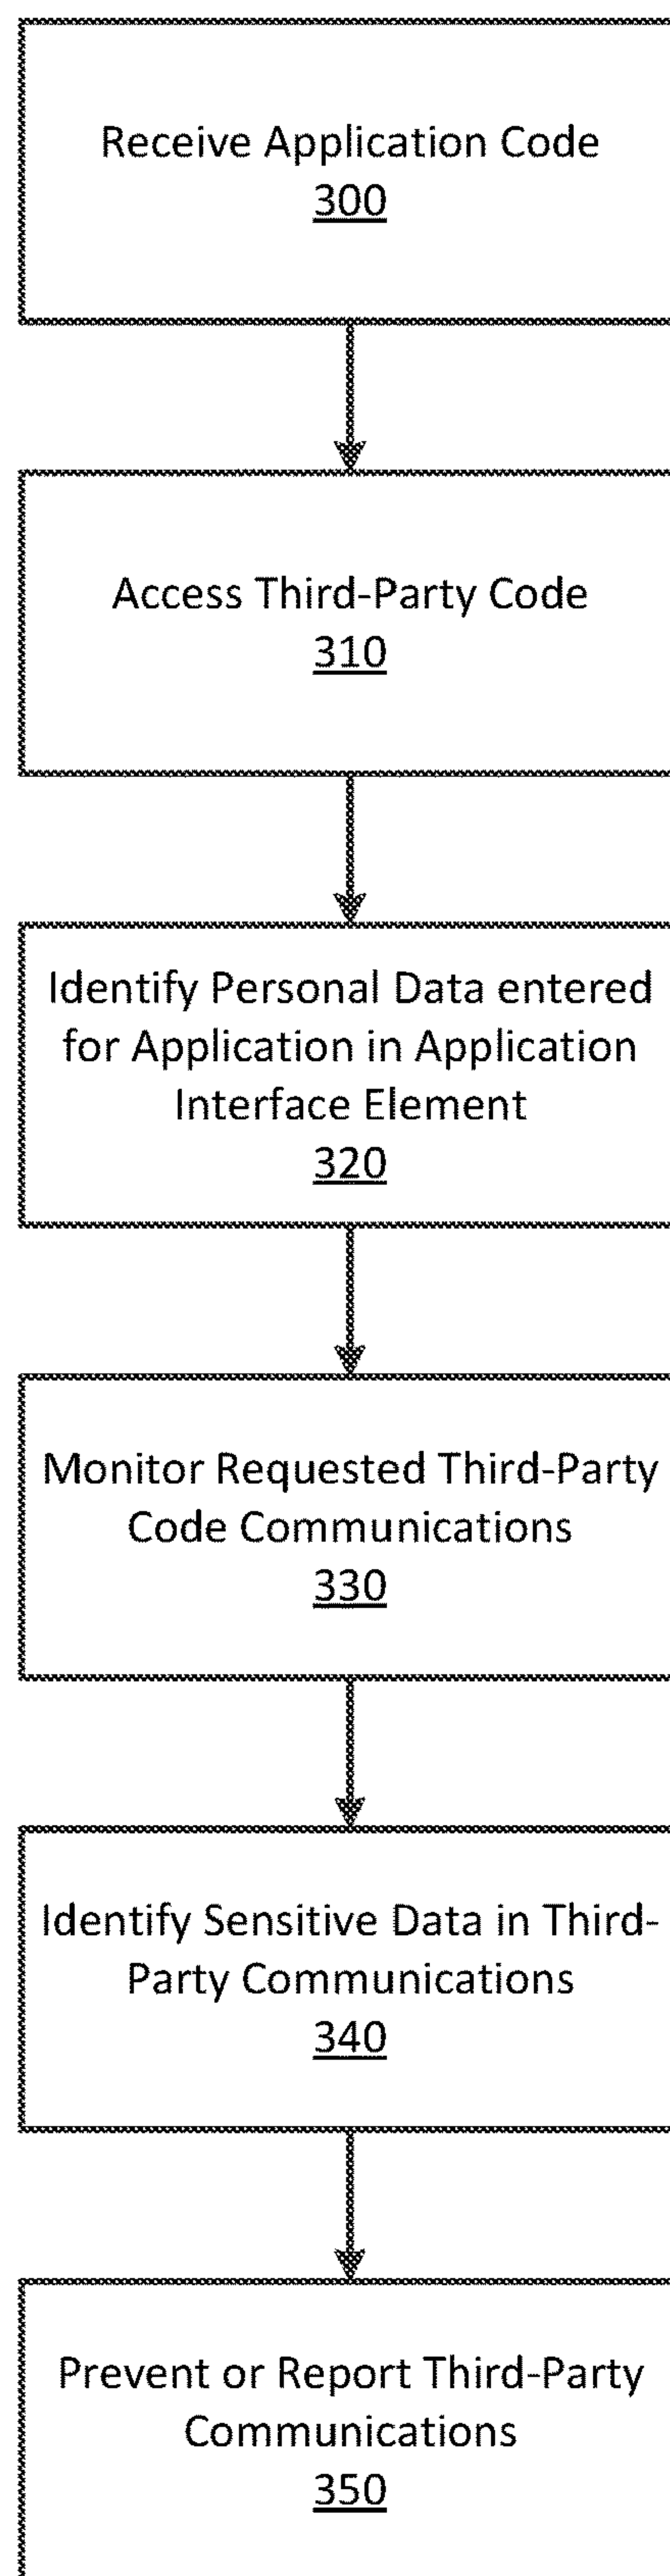 Receive Application Code
300
Access Third-Party Code
310
Identify Personal Data entered
for Application in Application
Interface Element
320
Monitor Requested Third-Party
Code Communications
330
Identify Sensitive Data in Third-
Party Communications
340
Prevent or Report Third-Party
Communications
350